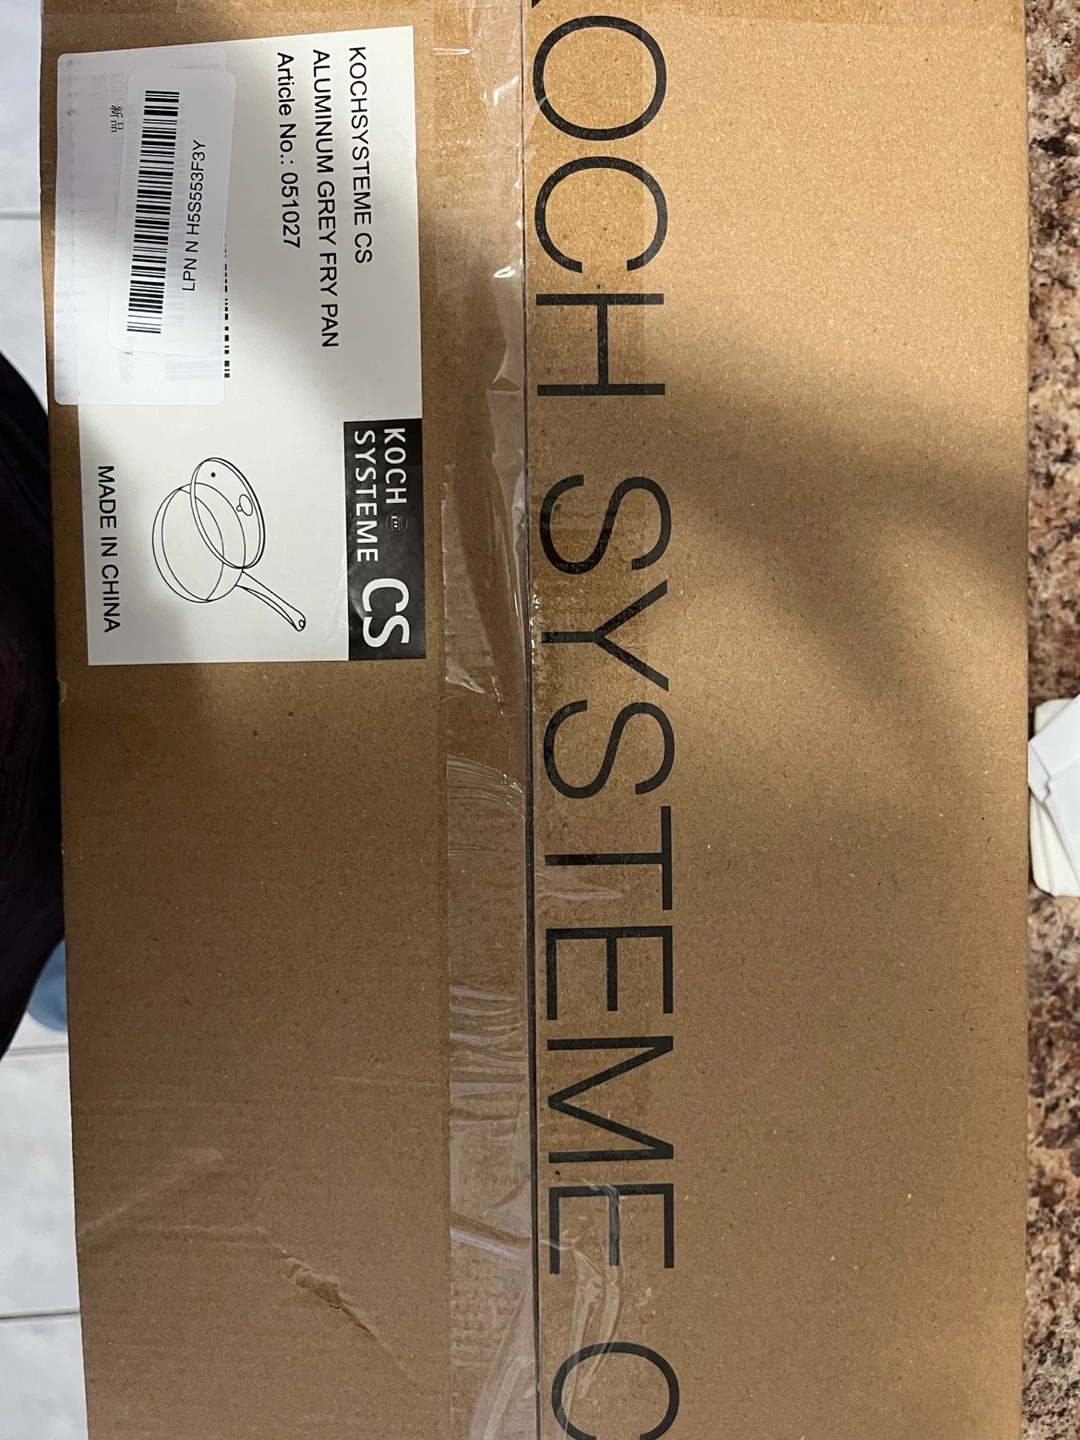 KOCHSYSTEME CS
ALUMINUM GREY FRY PAN
Article No.: 051027
LPN N H5S553F3Y
新品
KOCH
SYSTEME CS
MADE IN CHINA
KOCH SYSTEME C